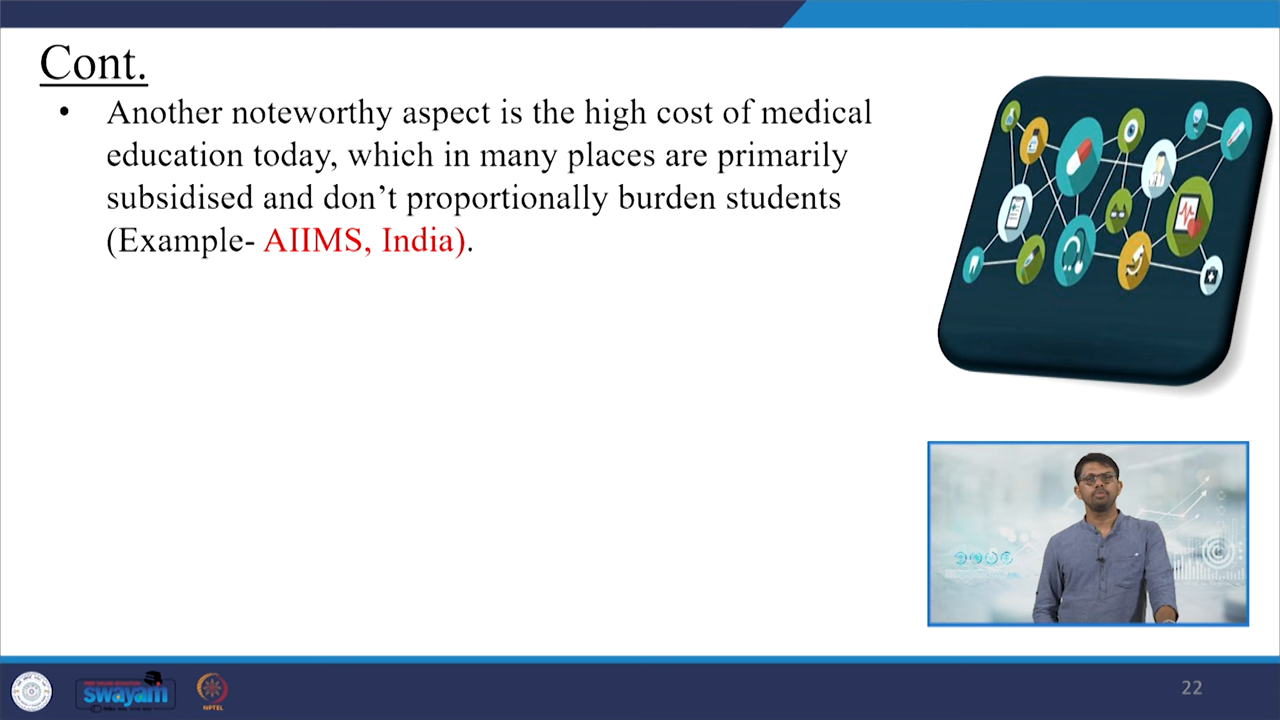 Cont.
• Another noteworthy aspect is the high cost of medical
education today, which in many places are primarily
subsidised and don’t proportionally burden students
(Example- AIIMS, India).
swayam
NPTEL
22